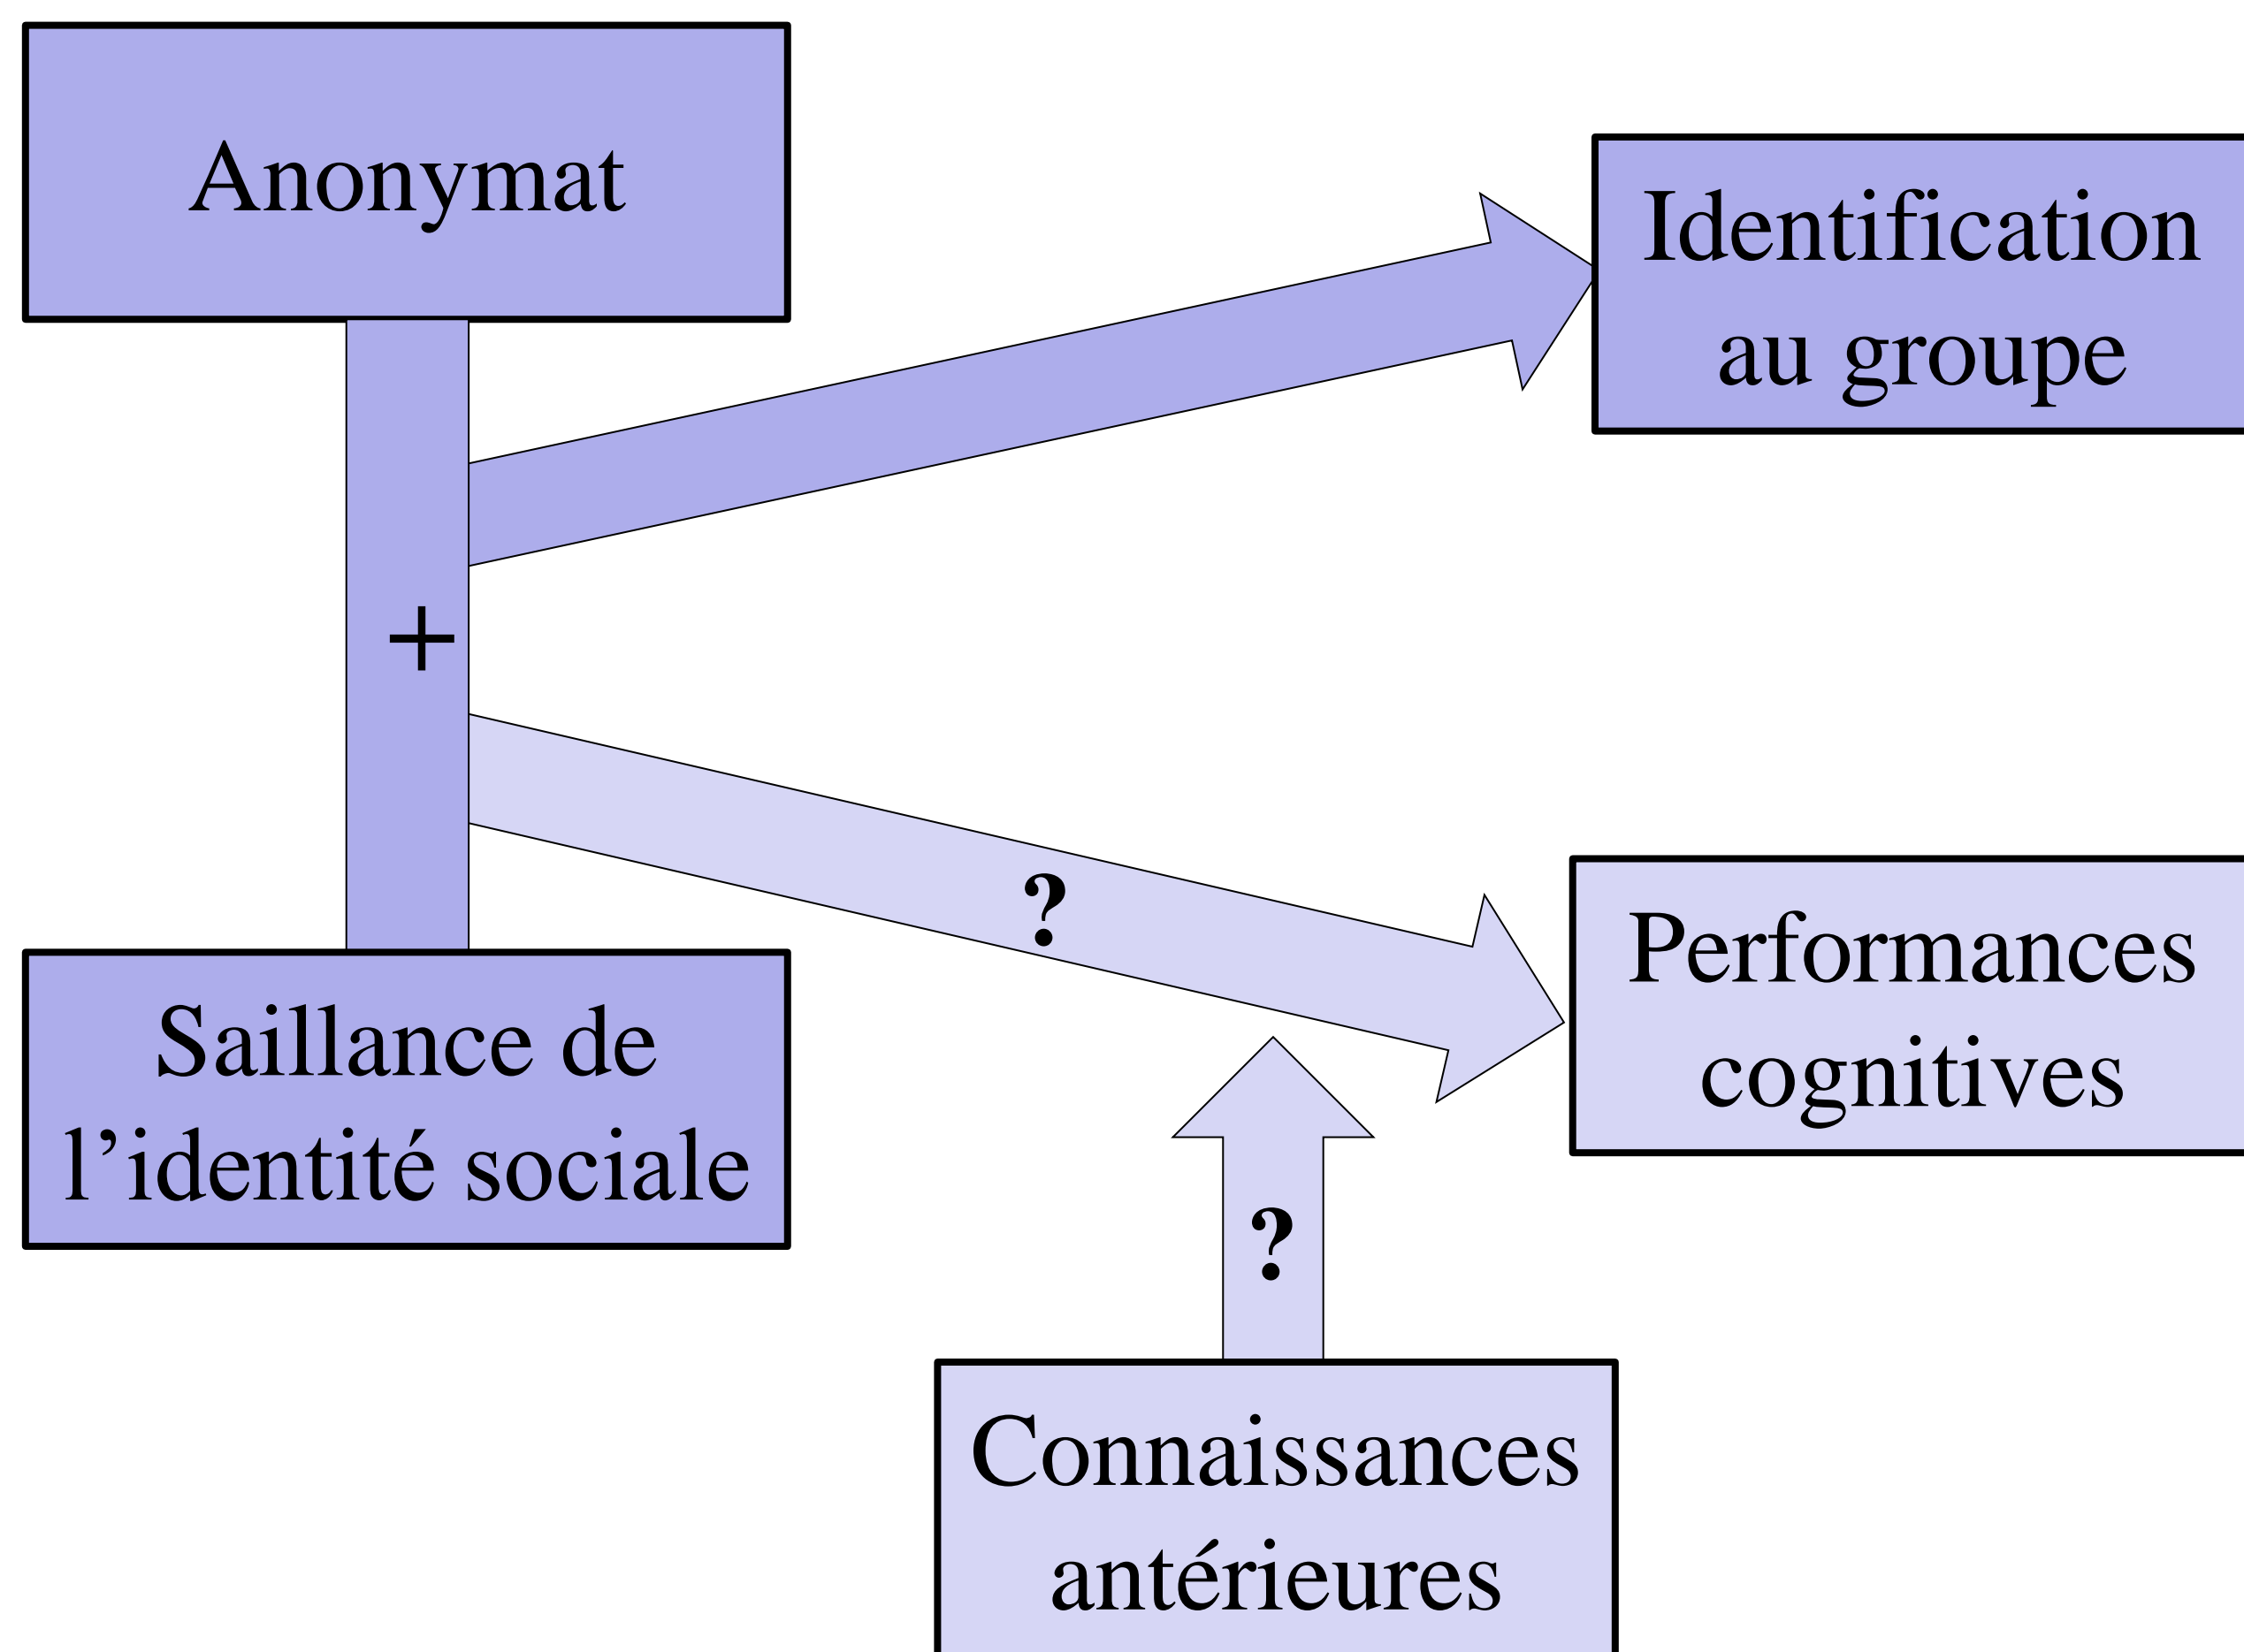 Anonymat
Identification
au groupe
+
?
Performances
cognitives
Saillance de
l’identité sociale
?
Connaissances
antérieures